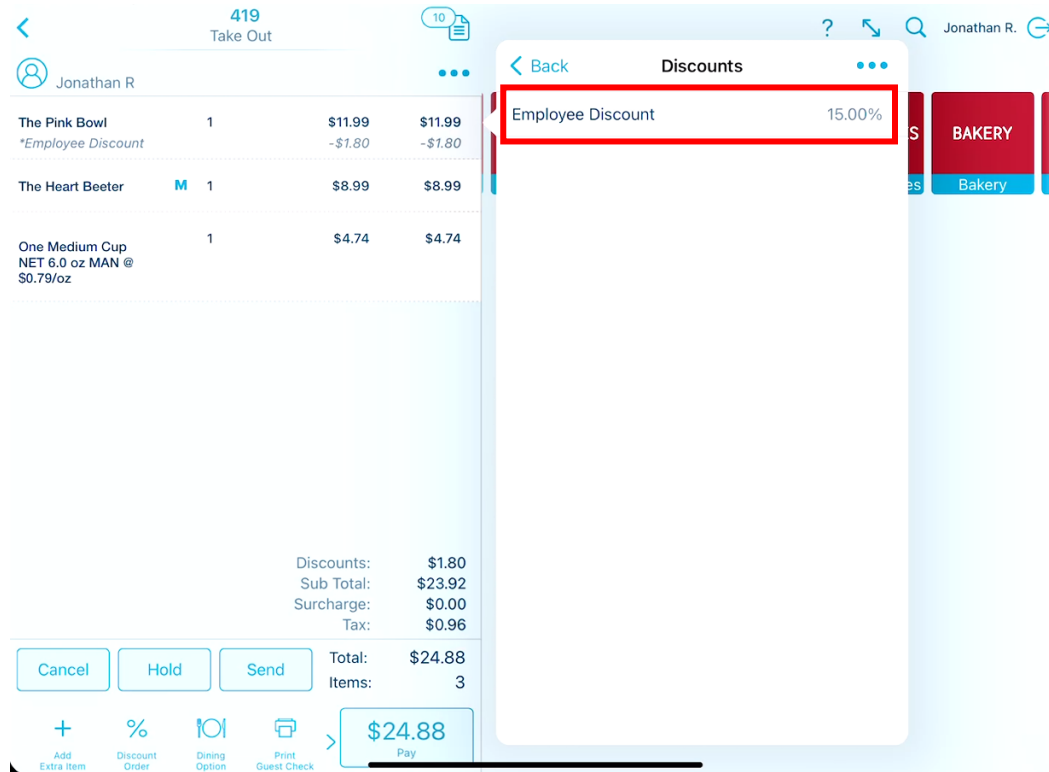 419
Take Out
10
?
Jonathan R.
Jonathan R
The Pink Bowl 1 $11.99 $11.99
*Employee Discount -$1.80 -$1.80
The Heart Beeter M 1 $8.99 $8.99
One Medium Cup 1 $4.74 $4.74
NET 6.0 oz MAN @
$0.79/oz
Discounts: $1.80
Sub Total: $23.92
Surcharge: $0.00
Tax: $0.96
Cancel Hold Send
Total: $24.88
Items: 3
Add
Extra Item
%
Discount
Order
Dining
Option
Print
Guest Check
$24.88
Pay
Back Discounts
Employee Discount 15.00%
S
es
BAKERY
Bakery